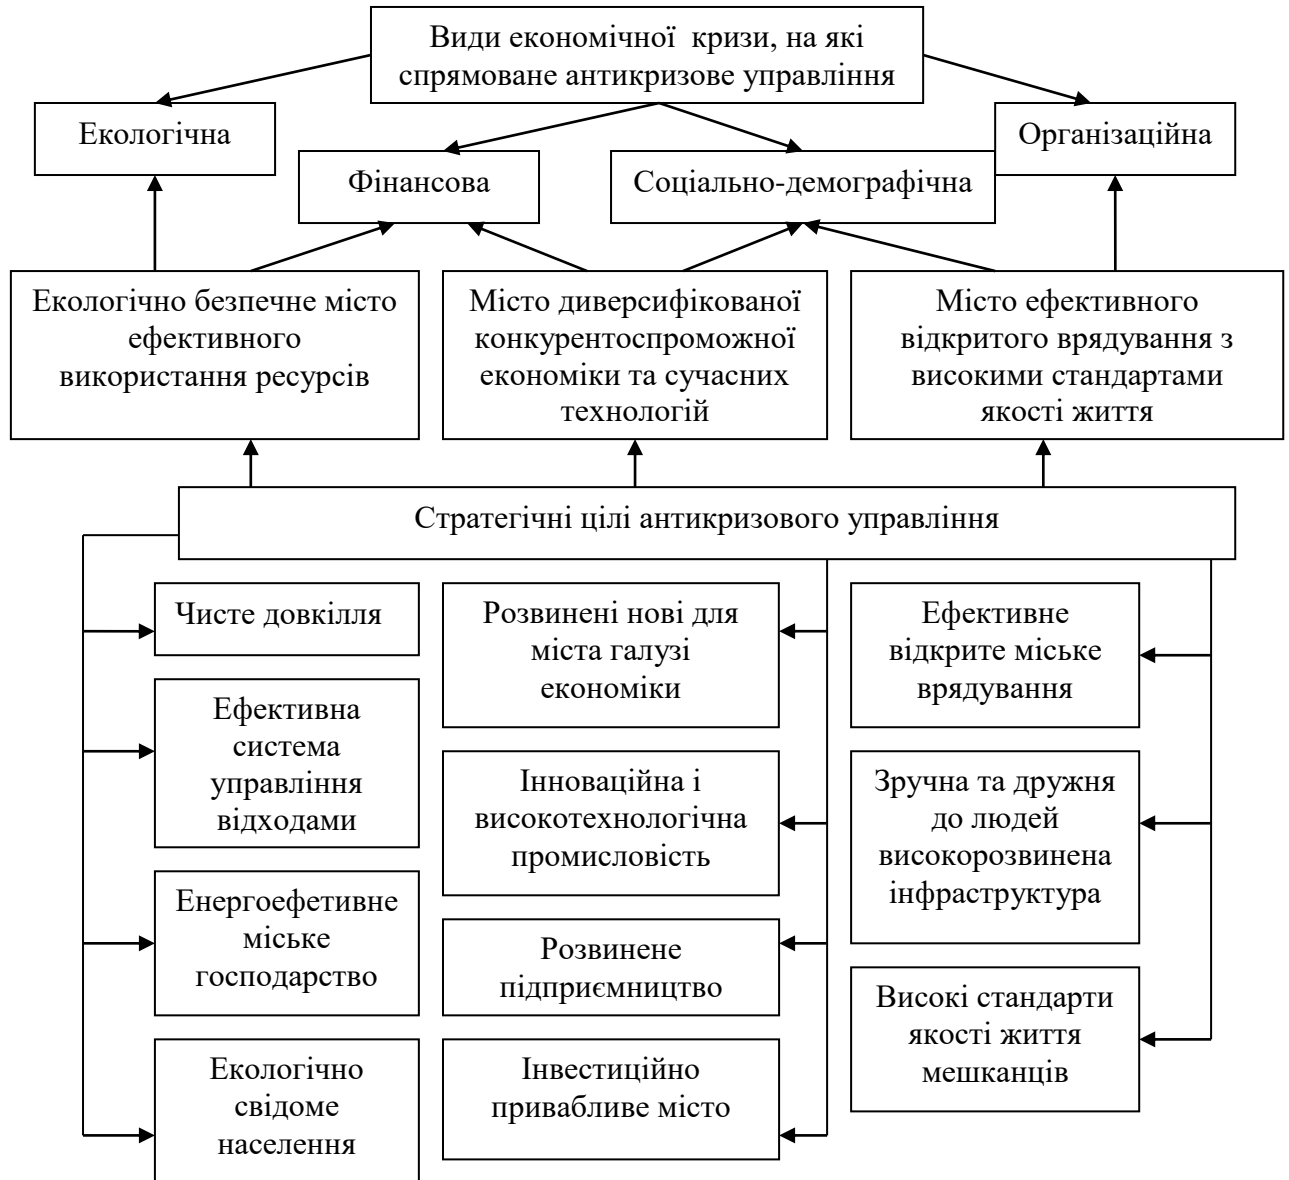 Види економічної кризи, на які
спрямоване антикризове управління
Екологічна
Організаційна
Фінансова
Соціально-демографічна
Екологічно безпечне місто
ефективного
використання ресурсів
Місто диверсифікованої
конкурентоспроможної
економіки та сучасних
технологій
Місто ефективного
відкритого врядування з
високими стандартами
якості життя
Стратегічні цілі антикризового управління
Чисте довкілля
Ефективна
система
управління
відходами
Енергоефетивне
міське
господарство
Екологічно
свідоме
населення
Розвинені нові для
міста галузі
економіки
Інноваційна і
високотехнологічна
промисловість
Розвинене
підприємництво
Інвестиційно
привабливе місто
Ефективне
відкрите міське
врядування
Зручна та дружня
до людей
високорозвинена
інфраструктура
Високі стандарти
якості життя
мешканців